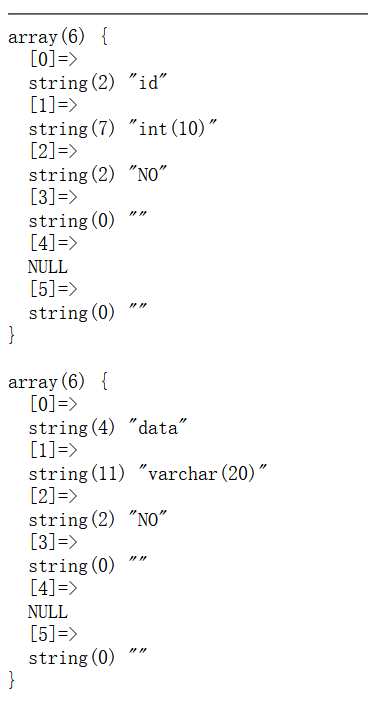 array(6) {
  [0]=>
  string(2) "id"
  [1]=>
  string(7) "int(10)"
  [2]=>
  string(2) "NO"
  [3]=>
  string(0) ""
  [4]=>
  NULL
  [5]=>
  string(0) ""
}

array(6) {
  [0]=>
  string(4) "data"
  [1]=>
  string(11) "varchar(20)"
  [2]=>
  string(2) "NO"
  [3]=>
  string(0) ""
  [4]=>
  NULL
  [5]=>
  string(0) ""
}